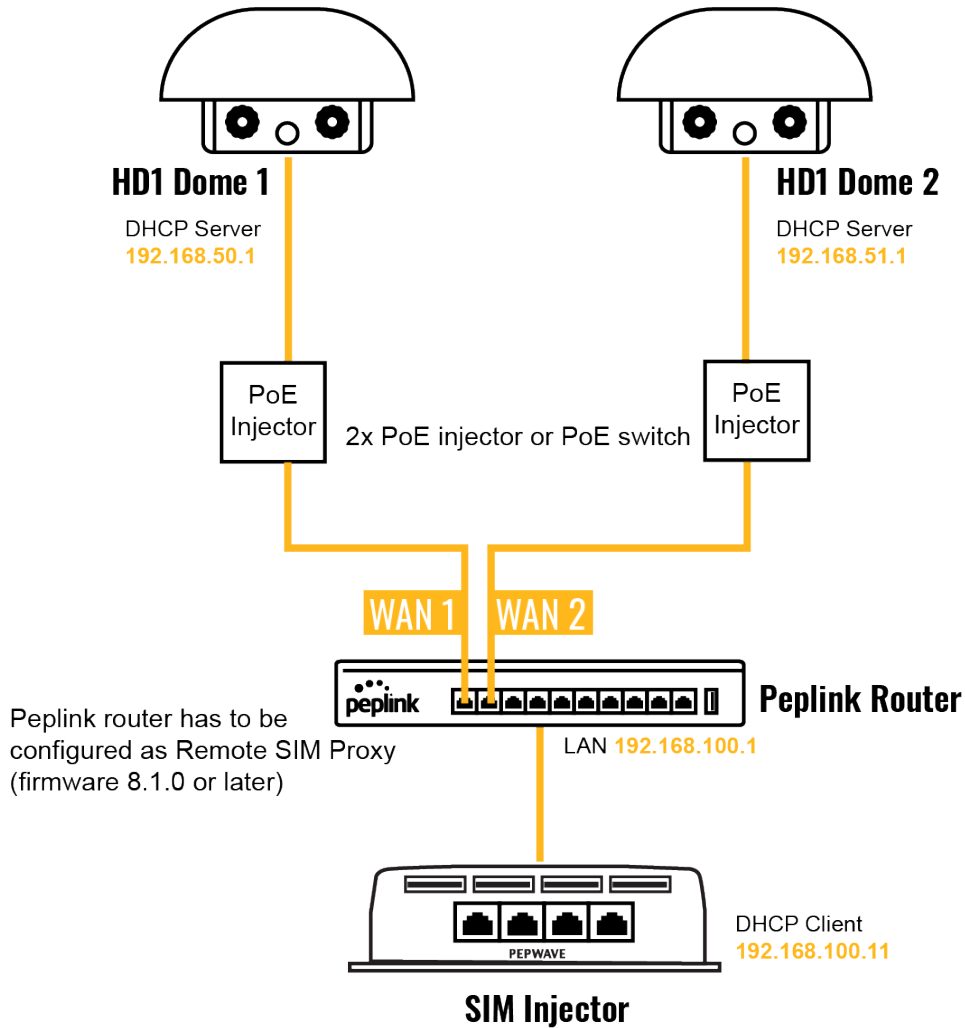 HD1 Dome 1
DHCP Server
192.168.50.1
HD1 Dome 2
DHCP Server
192.168.51.1
PoE
Injector
2x PoE injector or PoE switch
PoE
Injector
WAN 1
WAN 2
peplink
Peplink Router
Peplink router has to be
configured as Remote SIM Proxy
(firmware 8.1.0 or later)
LAN 192.168.100.1
PEPWAVE
DHCP Client
192.168.100.11
SIM Injector